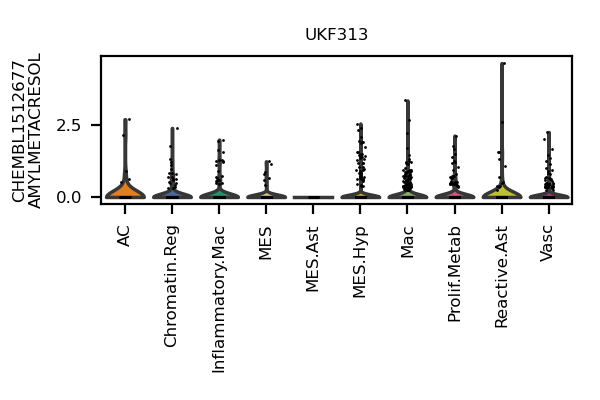 UKF313
CHEMBL1512677
AMYLMETACRESOL
2.5
0.0
AC
Chromatin.Reg
Inflammatory.Mac
MES
MES.Ast
MES.Hyp
Mac
Prolif.Metab
Reactive.Ast
Vasc